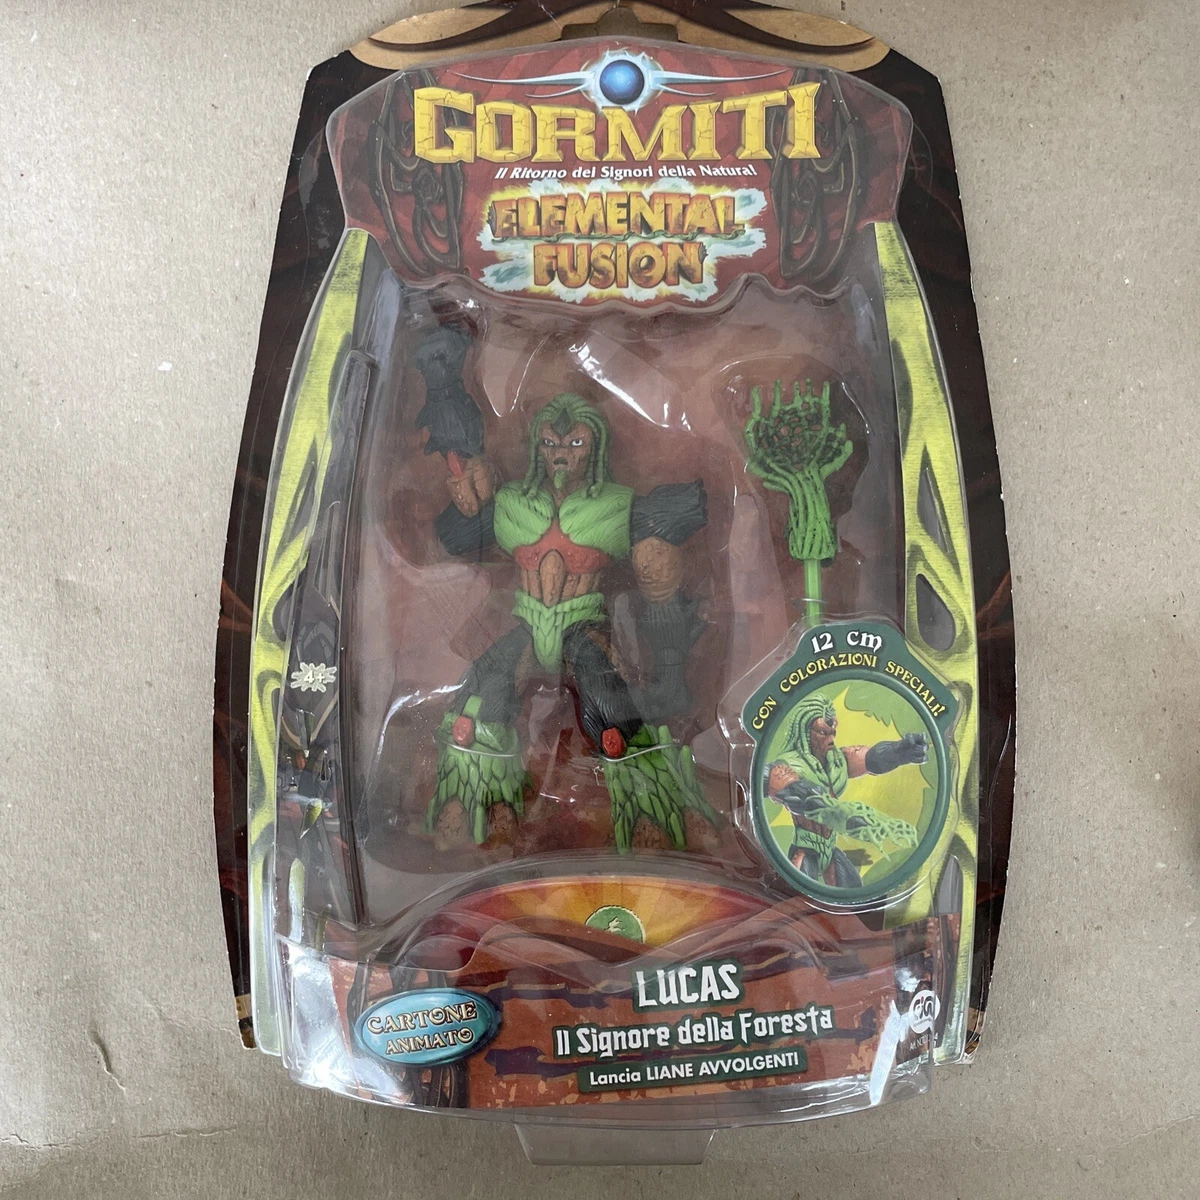 GORMITI
Il Ritorno dei Signori della Natura!
ELEMENTAL
FUSION
4+
12 cm
CON COLORAZIONI SPECIALI!
LUCAS
Il Signore della Foresta
Lancia LIANE AVVOLGENTI
CARTONE
ANIMATO